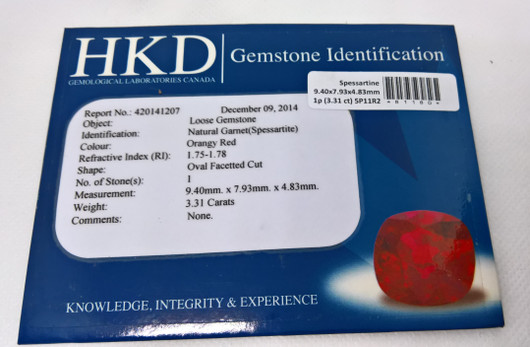 HKD
GEMOLOGICAL LABORATORIES CANADA
Gemstone Identification
Spessartine
9.40x7.93x4.83mm
1p (3.31 ct) SP11R2
481180
Report No.: 420141207 December 09, 2014
Object: Loose Gemstone
Identification: Natural Garnet(Spessartite)
Colour: Orangy Red
Refractive Index (RI): 1.75-1.78
Shape: Oval Facetted Cut
No. of Stone(s): 1
Measurement: 9.40mm. x 7.93mm. x 4.83mm.
Weight: 3.31 Carats
Comments: None.
KNOWLEDGE, INTEGRITY & EXPERIENCE